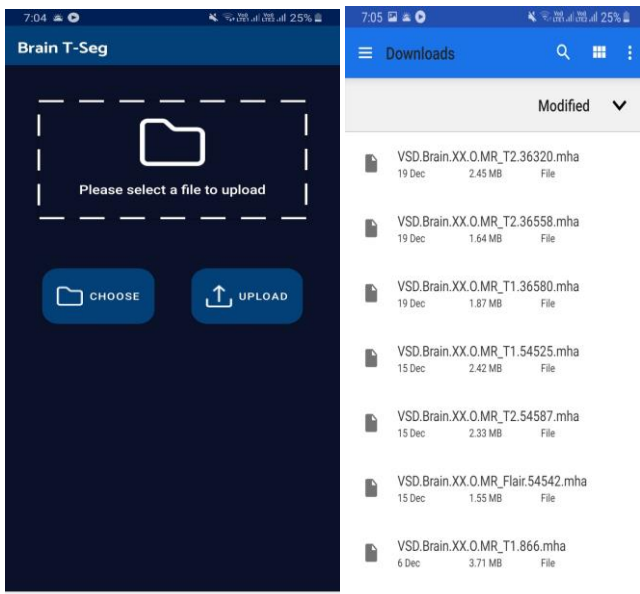 7:04 25%
Brain T-Seg
Please select a file to upload
CHOOSE
UPLOAD
7:05 25%
Downloads
Modified
VSD.Brain.XX.O.MR_T2.36320.mha
19 Dec 2.45 MB File
VSD.Brain.XX.O.MR_T2.36558.mha
19 Dec 1.64 MB File
VSD.Brain.XX.O.MR_T1.36580.mha
19 Dec 1.87 MB File
VSD.Brain.XX.O.MR_T1.54525.mha
15 Dec 2.42 MB File
VSD.Brain.XX.O.MR_T2.54587.mha
15 Dec 2.33 MB File
VSD.Brain.XX.O.MR_Flair.54542.mha
15 Dec 1.55 MB File
VSD.Brain.XX.O.MR_T1.866.mha
6 Dec 3.71 MB File